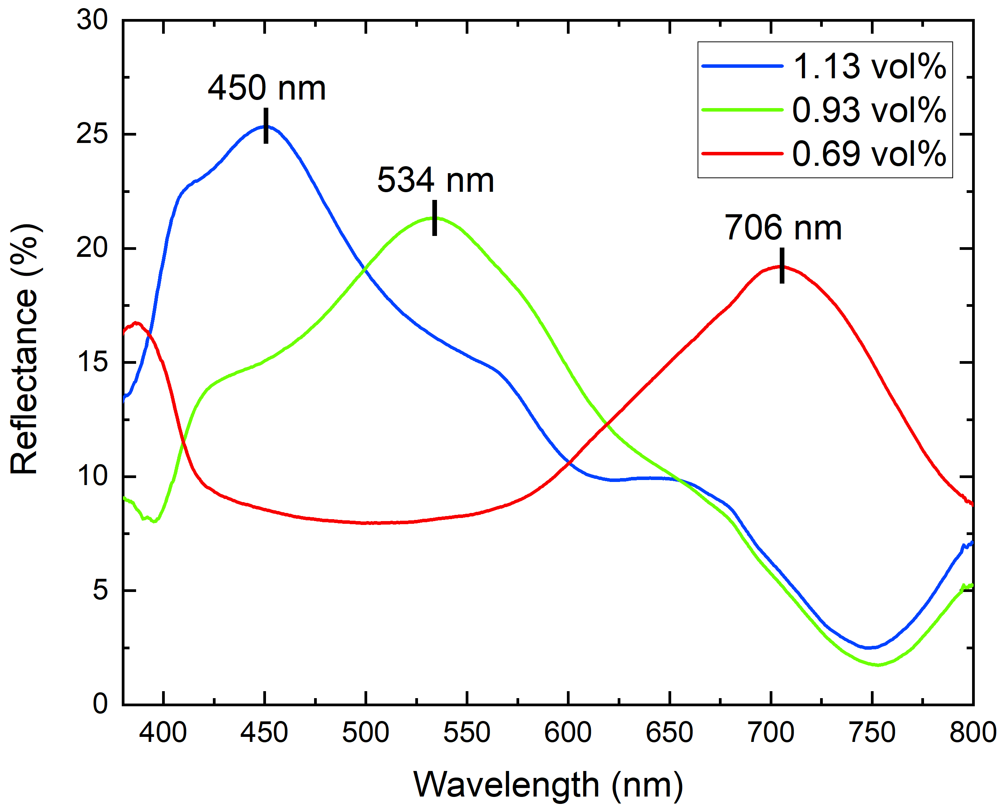 30
25
20
15
10
5
0
Reflectance (%)
450 nm
534 nm
706 nm
1.13 vol%
0.93 vol%
0.69 vol%
400 450 500 550 600 650 700 750 800
Wavelength (nm)